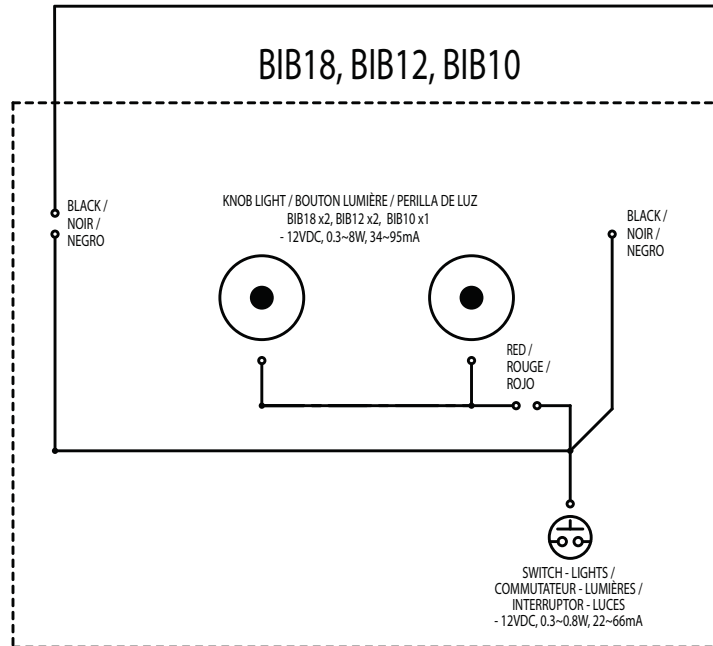 BIB18, BIB12, BIB10
BLACK /
NOIR /
NEGRO
KNOB LIGHT / BOUTON LUMIÈRE / PERILLA DE LUZ
BIB18 x2, BIB12 x2, BIB10 x1
- 12VDC, 0.3~8W, 34~95mA
BLACK /
NOIR /
NEGRO
RED /
ROUGE /
ROJO
SWITCH - LIGHTS /
COMMUTATEUR - LUMIÈRES /
INTERRUPTOR - LUCES
- 12VDC, 0.3~0.8W, 22~66mA